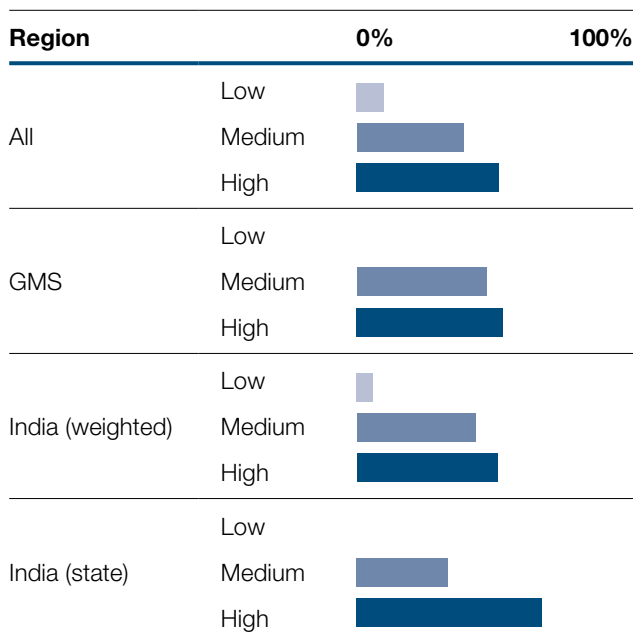 Region 0% 100%
Low
All Medium
High
Low
GMS Medium
High
Low
India (weighted) Medium
High
Low
India (state) Medium
High